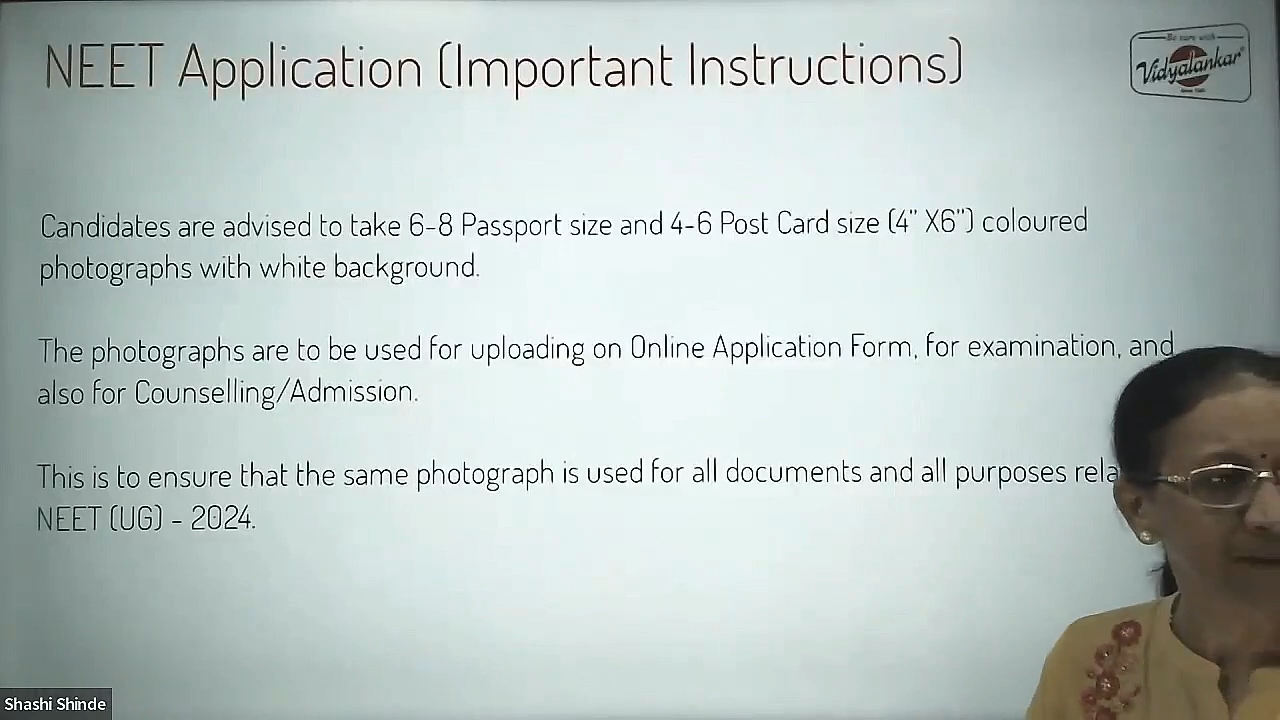 NEET Application (Important Instructions)
Be sure with
Vidyalankar
Candidates are advised to take 6-8 Passport size and 4-6 Post Card size (4" X6") coloured
photographs with white background.
The photographs are to be used for uploading on Online Application Form, for examination, and
also for Counselling/Admission.
This is to ensure that the same photograph is used for all documents and all purposes
NEET (UG) - 2024.
Shashi Shinde